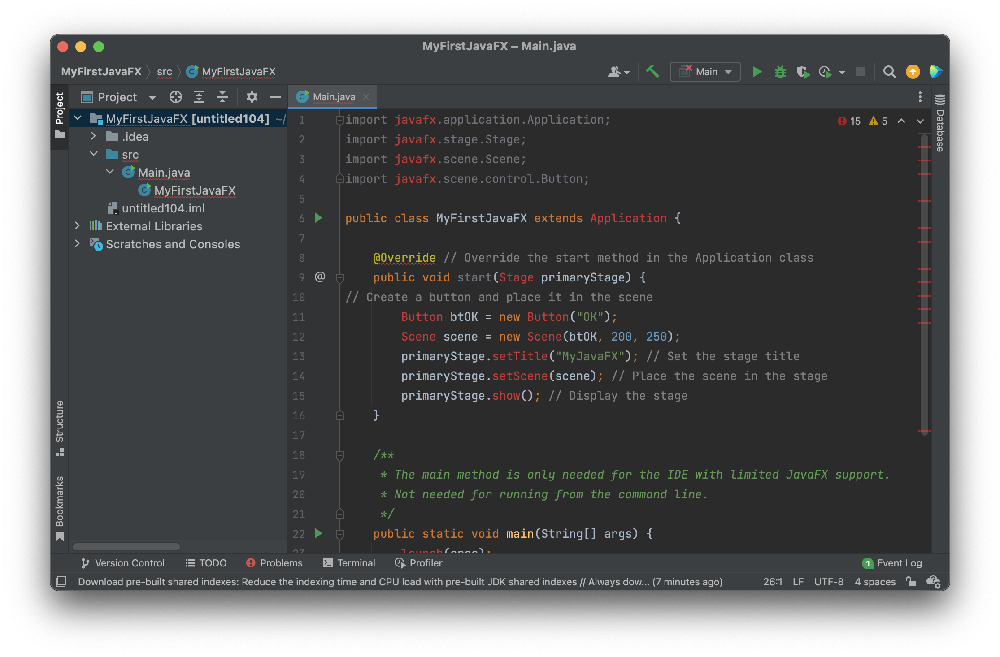 MyFirstJavaFX – Main.java
MyFirstJavaFX src MyFirstJavaFX
Main
Project
Project
Main.java
MyFirstJavaFX [untitled104] ~/
.idea
src
Main.java
MyFirstJavaFX
untitled104.iml
External Libraries
Scratches and Consoles
Structure
Bookmarks
15 5
1 import javafx.application.Application;
2 import javafx.stage.Stage;
3 import javafx.scene.Scene;
4 import javafx.scene.control.Button;
5
6 public class MyFirstJavaFX extends Application {
7
8 @Override // Override the start method in the Application class
9 @ public void start(Stage primaryStage) {
10 // Create a button and place it in the scene
11 Button btOK = new Button("OK");
12 Scene scene = new Scene(btOK, 200, 250);
13 primaryStage.setTitle("MyJavaFX"); // Set the stage title
14 primaryStage.setScene(scene); // Place the scene in the stage
15 primaryStage.show(); // Display the stage
16 }
17
18 /**
19 * The main method is only needed for the IDE with limited JavaFX support.
20 * Not needed for running from the command line.
21 */
22 public static void main(String[] args) {
23 launch(args);
Database
Version Control TODO Problems Terminal Profiler 1 Event Log
Download pre-built shared indexes: Reduce the indexing time and CPU load with pre-built JDK shared indexes // Always dow... (7 minutes ago) 26:1 LF UTF-8 4 spaces